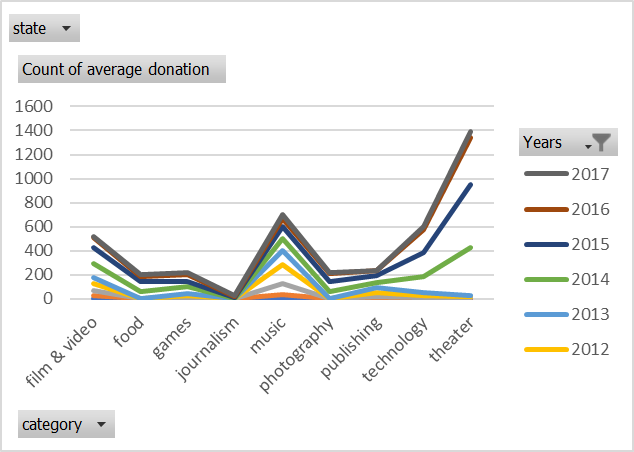 state
Count of average donation
1600
1400
1200
1000
800
600
400
200
0
film & video
food
games
journalism
music
photography
publishing
technology
theater
Years
2017
2016
2015
2014
2013
2012
category